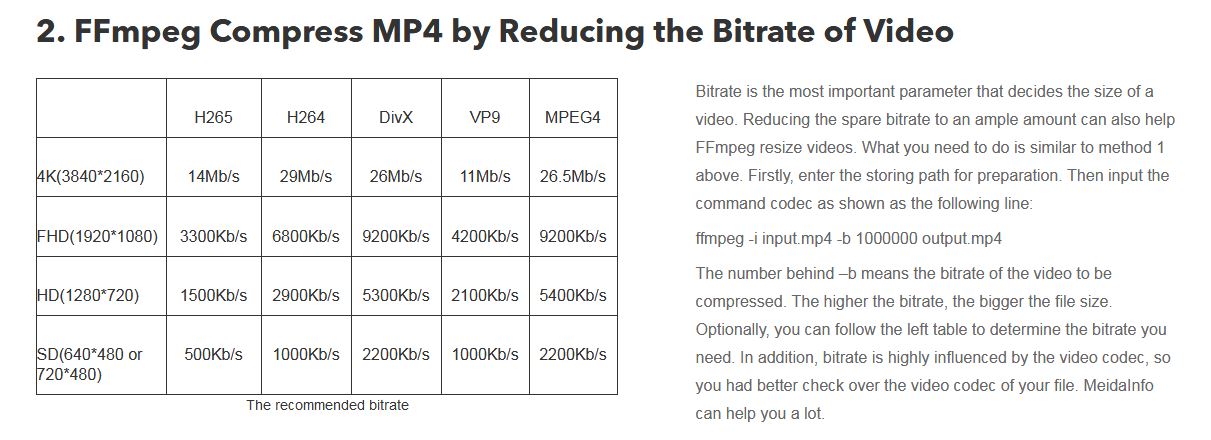 2. FFmpeg Compress MP4 by Reducing the Bitrate of Video
H265 H264 DivX VP9 MPEG4
4K(3840*2160) 14Mb/s 29Mb/s 26Mb/s 11Mb/s 26.5Mb/s
FHD(1920*1080) 3300Kb/s 6800Kb/s 9200Kb/s 4200Kb/s 9200Kb/s
HD(1280*720) 1500Kb/s 2900Kb/s 5300Kb/s 2100Kb/s 5400Kb/s
SD(640*480 or 500Kb/s 1000Kb/s 2200Kb/s 1000Kb/s 2200Kb/s
720*480)
The recommended bitrate
Bitrate is the most important parameter that decides the size of a
video. Reducing the spare bitrate to an ample amount can also help
FFmpeg resize videos. What you need to do is similar to method 1
above. Firstly, enter the storing path for preparation. Then input the
command codec as shown as the following line:
ffmpeg -i input.mp4 -b 1000000 output.mp4
The number behind –b means the bitrate of the video to be
compressed. The higher the bitrate, the bigger the file size.
Optionally, you can follow the left table to determine the bitrate you
need. In addition, bitrate is highly influenced by the video codec, so
you had better check over the video codec of your file. MeidaInfo
can help you a lot.